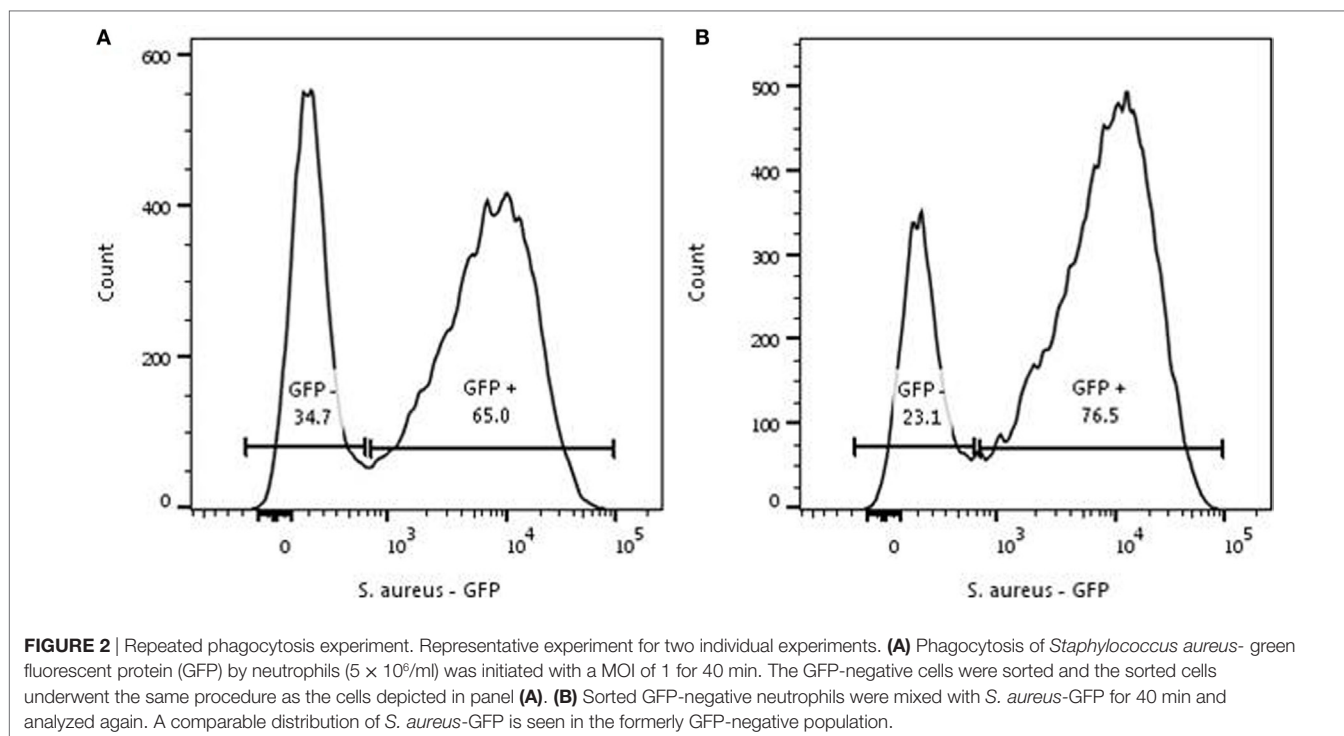 A
B
600
400
200
0
Count
GFP -
34.7
GFP +
65.0
0
10³
10⁴
10⁵
S. aureus - GFP
500
400
300
200
100
0
Count
GFP -
23.1
GFP +
76.5
0
10³
10⁴
10⁵
S. aureus - GFP
FIGURE 2 | Repeated phagocytosis experiment. Representative experiment for two individual experiments. (A) Phagocytosis of Staphylococcus aureus- green
fluorescent protein (GFP) by neutrophils (5 × 10⁶/ml) was initiated with a MOI of 1 for 40 min. The GFP-negative cells were sorted and the sorted cells
underwent the same procedure as the cells depicted in panel (A). (B) Sorted GFP-negative neutrophils were mixed with S. aureus-GFP for 40 min and
analyzed again. A comparable distribution of S. aureus-GFP is seen in the formerly GFP-negative population.